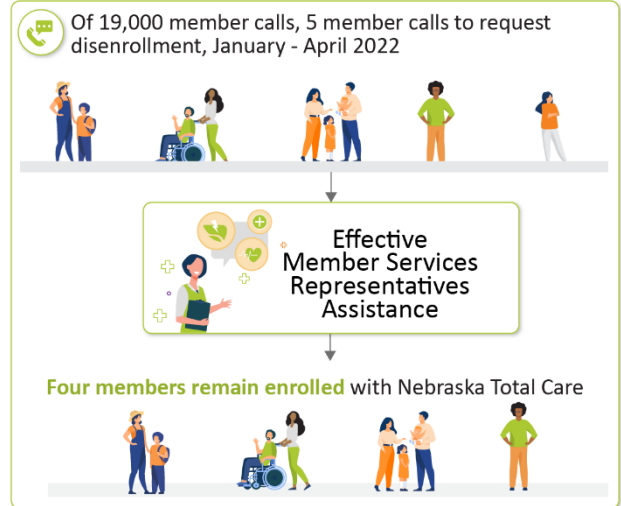 Of 19,000 member calls, 5 member calls to request
disenrollment, January - April 2022
Effective
Member Services
Representatives
Assistance
Four members remain enrolled with Nebraska Total Care